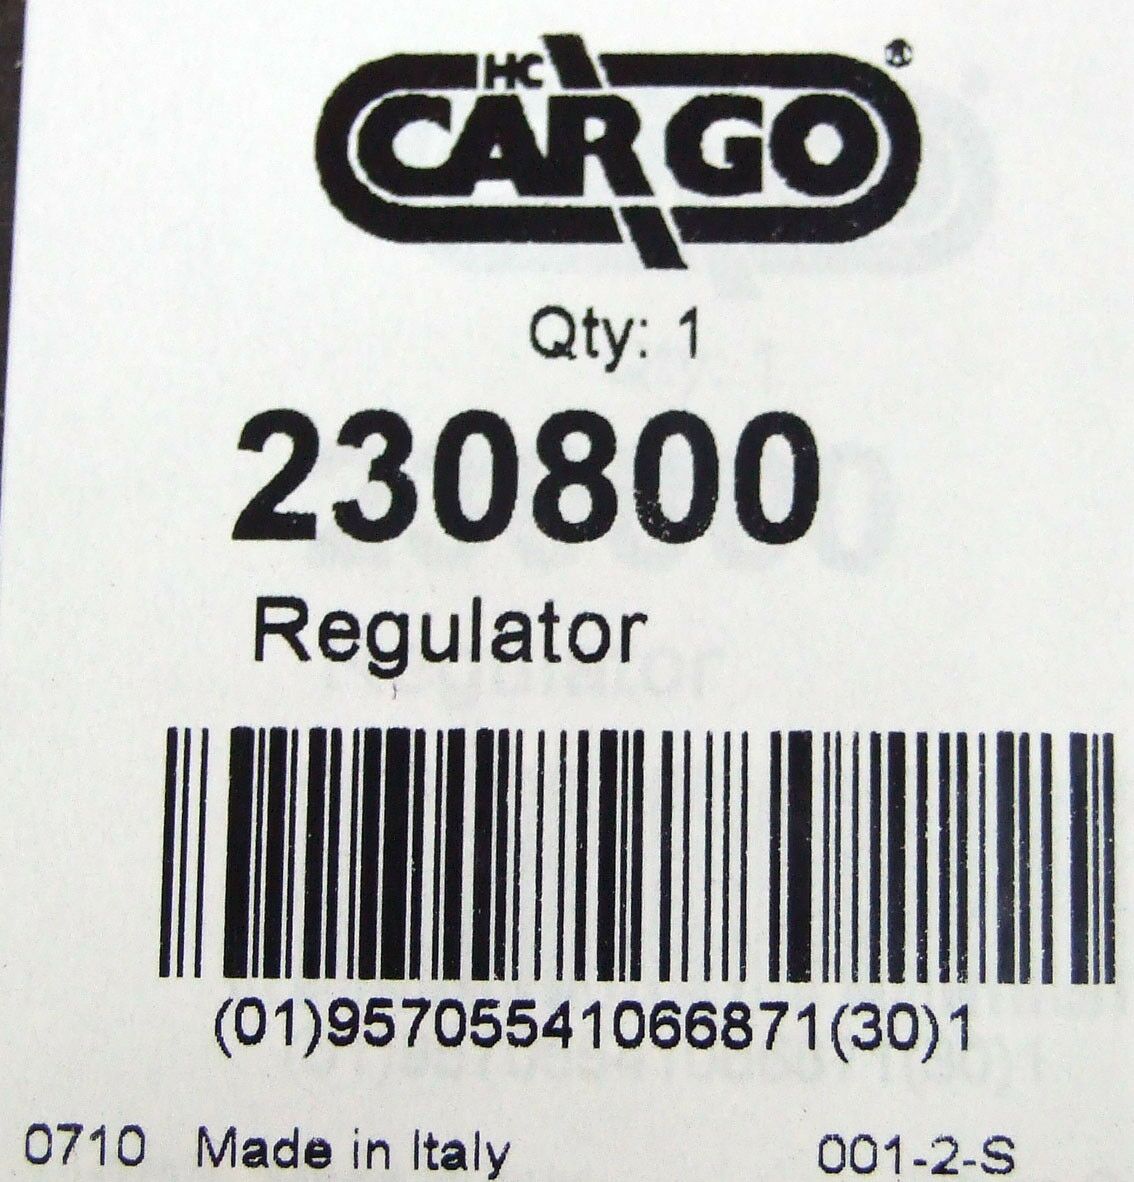 HC
CARGO®
Qty: 1
230800
Regulator
(01)95705541066871(30)1
0710 Made in Italy 001-2-S